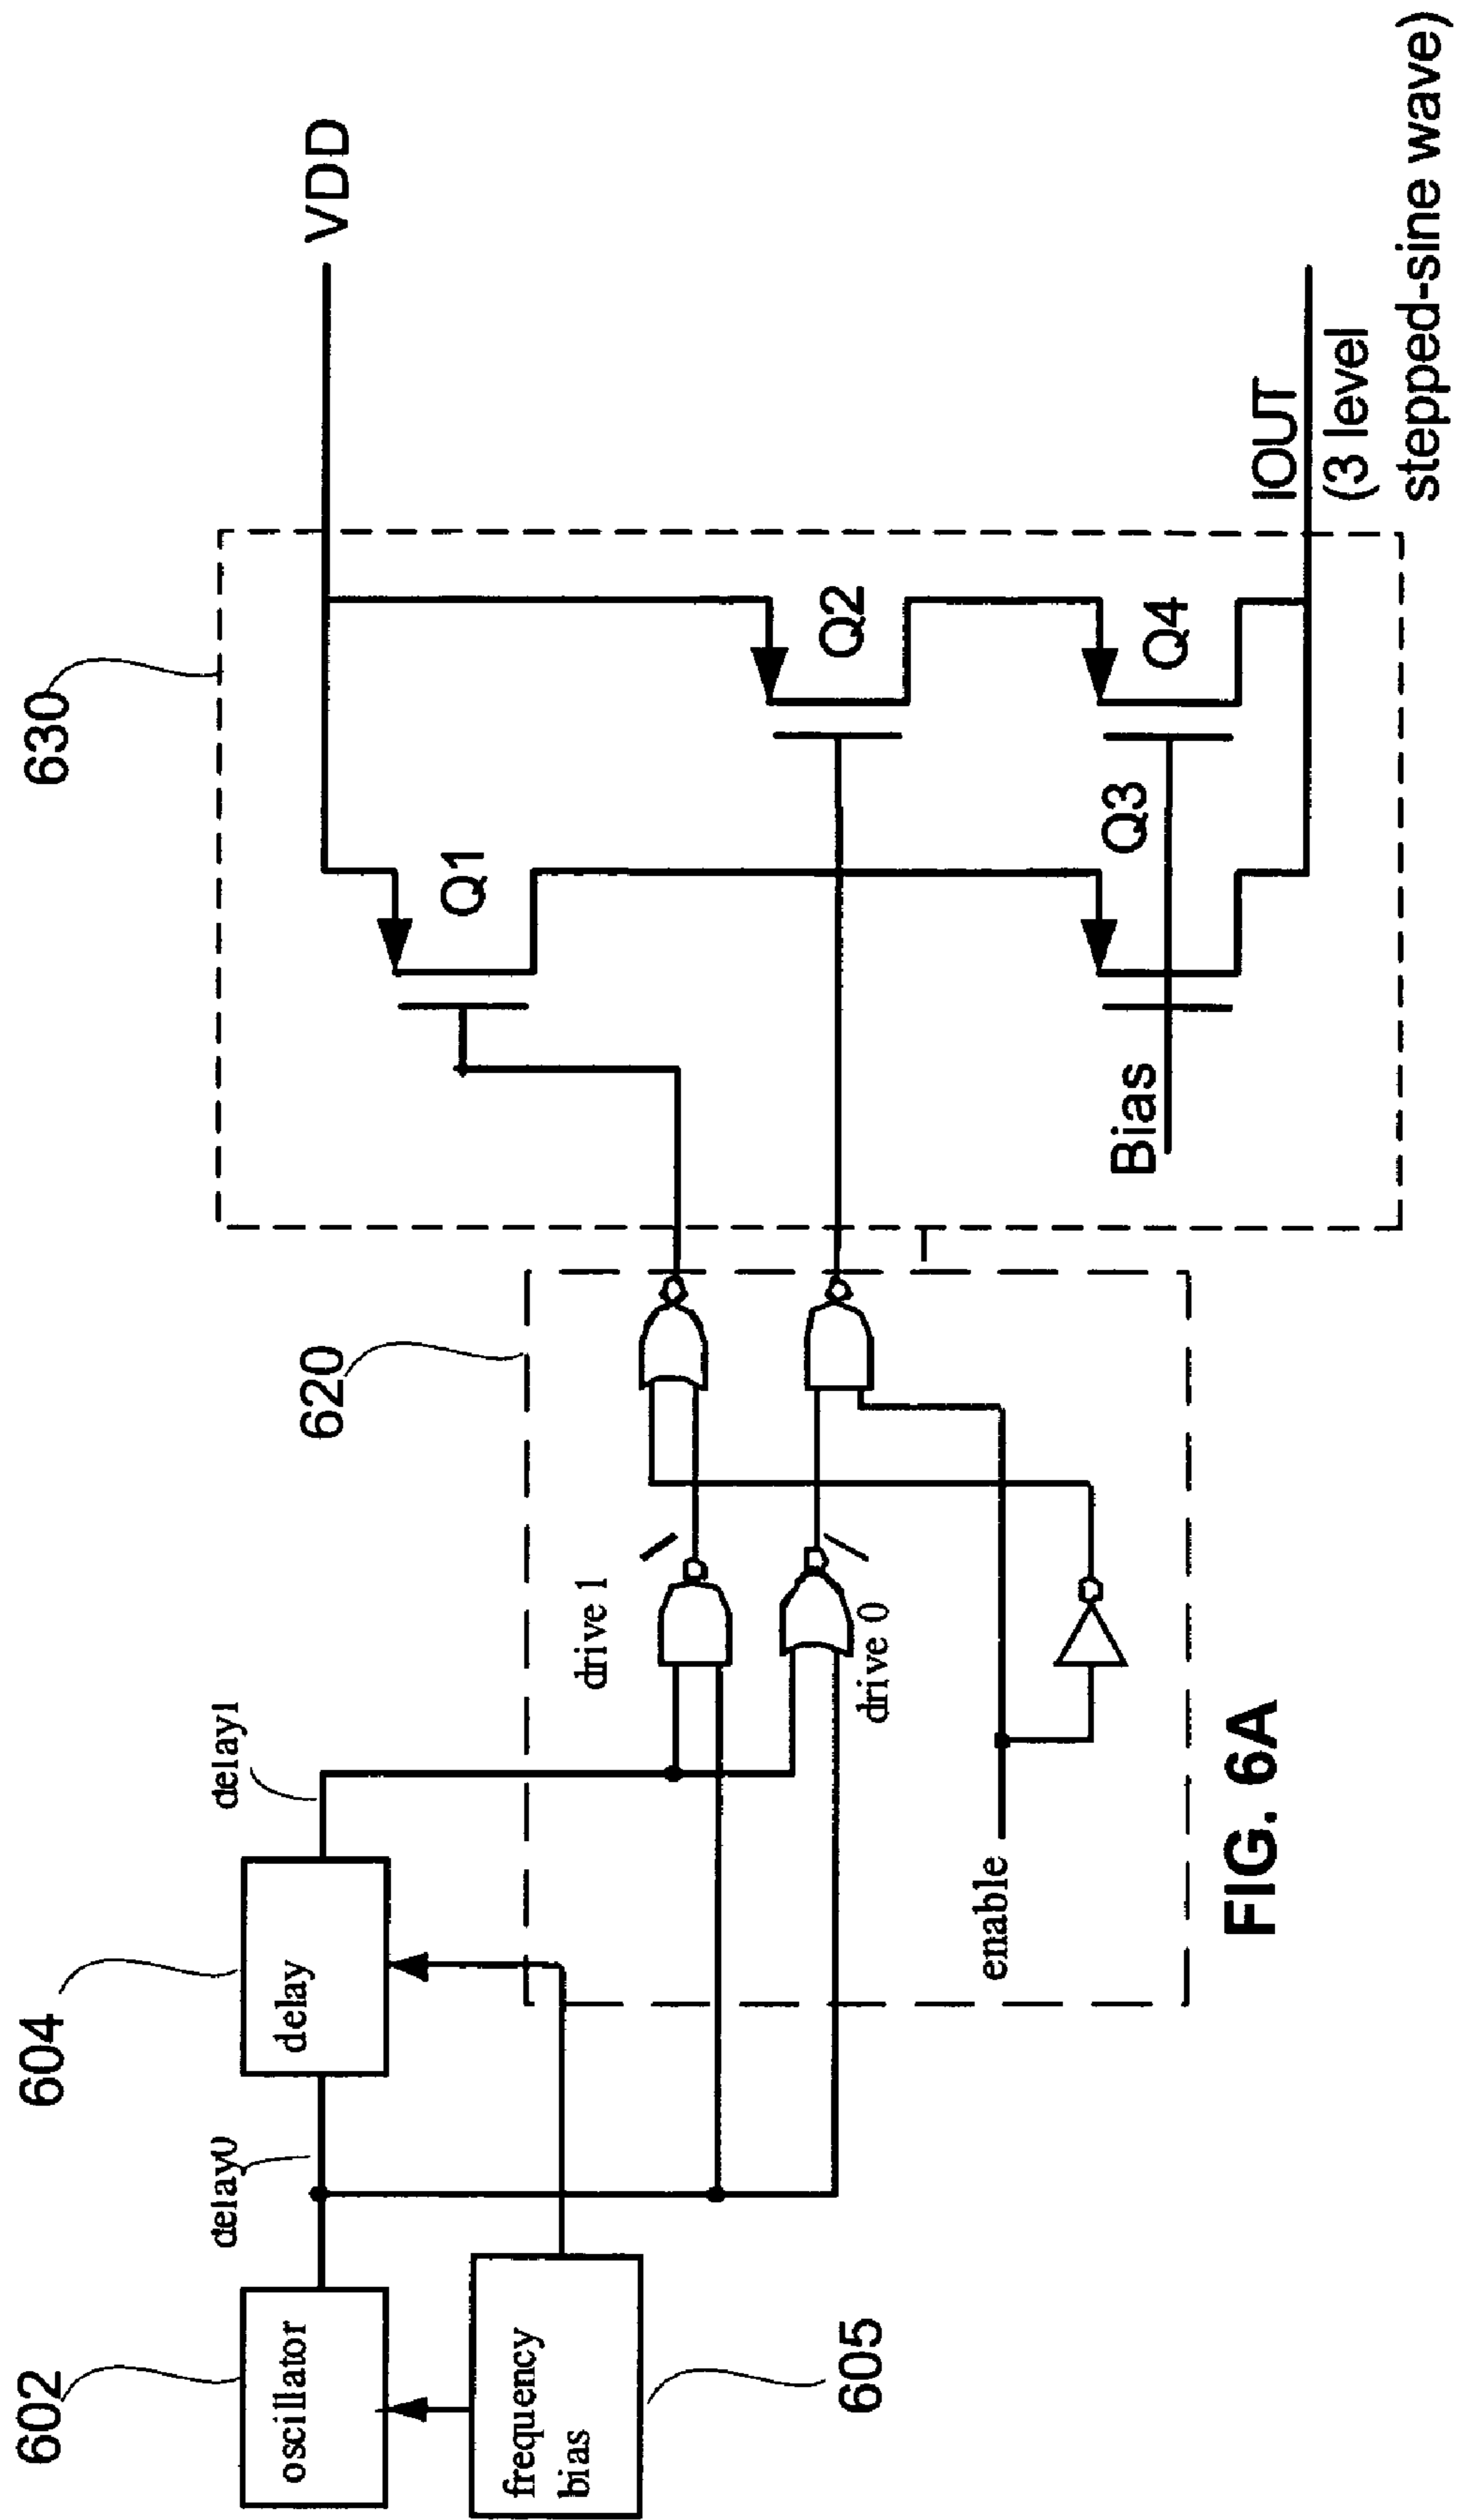 602
604
630
oscillator
delay0
delay
delay1
frequency
bias
605
620
drive 1
drive 0
enable
Q1
Q2
Q3
Q4
Bias
VDD
IOUT
(3 level
stepped-sine wave)
FIG. 6A